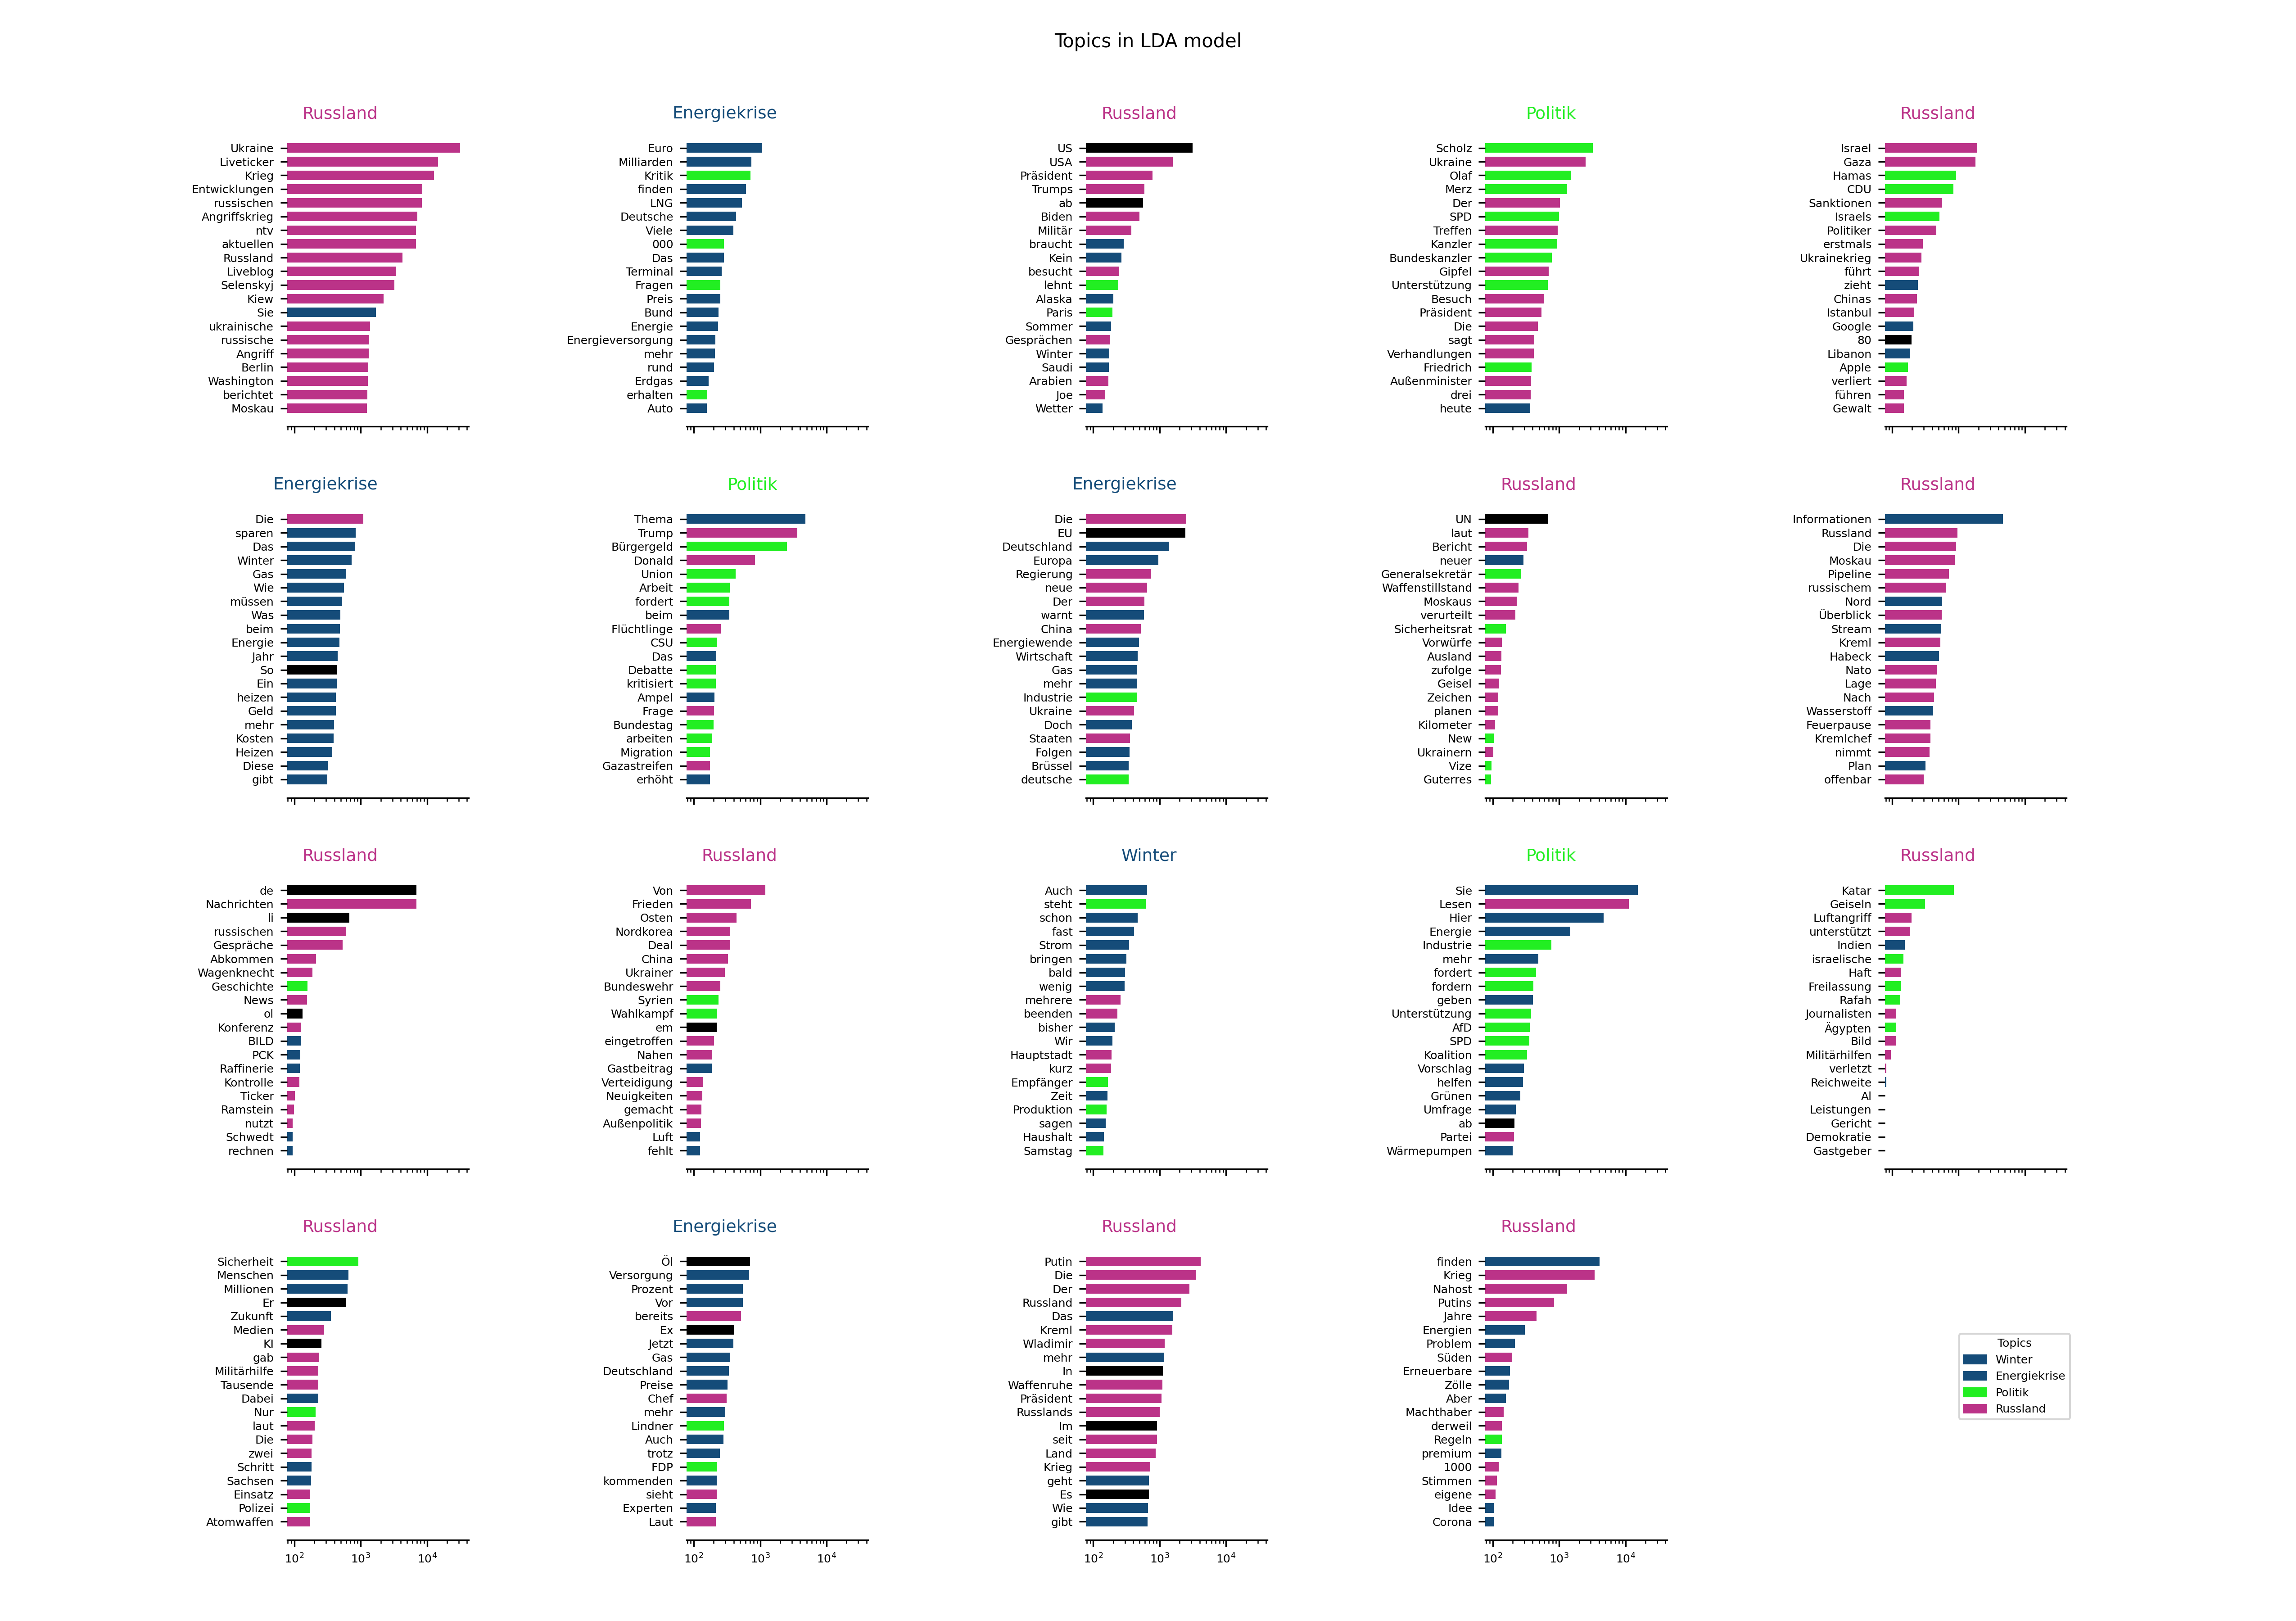 Topics in LDA model
Russland
Ukraine
Liveticker
Krieg
Entwicklungen
russischen
Angriffskrieg
ntv
aktuellen
Russland
Liveblog
Selenskyj
Kiew
Sie
ukrainische
russische
Angriff
Berlin
Washington
berichtet
Moskau
Energiekrise
Euro
Milliarden
Kritik
finden
LNG
Deutsche
Viele
000
Das
Terminal
Fragen
Preis
Bund
Energie
Energieversorgung
mehr
rund
Erdgas
erhalten
Auto
Russland
US
USA
Präsident
Trumps
ab
Biden
Militär
braucht
Kein
besucht
lehnt
Alaska
Paris
Sommer
Gesprächen
Winter
Saudi
Arabien
Joe
Wetter
Politik
Scholz
Ukraine
Olaf
Merz
Der
SPD
Treffen
Kanzler
Bundeskanzler
Gipfel
Unterstützung
Besuch
Präsident
Die
sagt
Verhandlungen
Friedrich
Außenminister
drei
heute
Russland
Israel
Gaza
Hamas
CDU
Sanktionen
Israels
Politiker
erstmals
Ukrainekrieg
führt
zieht
Chinas
Istanbul
Google
80
Libanon
Apple
verliert
führen
Gewalt
Energiekrise
Die
sparen
Das
Winter
Gas
Wie
müssen
Was
beim
Energie
Jahr
So
Ein
heizen
Geld
mehr
Kosten
Heizen
Diese
gibt
Politik
Thema
Trump
Bürgergeld
Donald
Union
Arbeit
fordert
beim
Flüchtlinge
CSU
Das
Debatte
kritisiert
Ampel
Frage
Bundestag
arbeiten
Migration
Gazastreifen
erhöht
Energiekrise
Die
EU
Deutschland
Europa
Regierung
neue
Der
warnt
China
Energiewende
Wirtschaft
Gas
mehr
Industrie
Ukraine
Doch
Staaten
Folgen
Brüssel
deutsche
Russland
UN
laut
Bericht
neuer
Generalsekretär
Waffenstillstand
Moskaus
verurteilt
Sicherheitsrat
Vorwürfe
Ausland
zufolge
Geisel
Zeichen
planen
Kilometer
New
Ukrainern
Vize
Guterres
Russland
Informationen
Russland
Die
Moskau
Pipeline
russischem
Nord
Überblick
Stream
Kreml
Habeck
Nato
Lage
Nach
Wasserstoff
Feuerpause
Kremlchef
nimmt
Plan
offenbar
Russland
de
Nachrichten
li
russischen
Gespräche
Abkommen
Wagenknecht
Geschichte
News
ol
Konferenz
BILD
PCK
Raffinerie
Kontrolle
Ticker
Ramstein
nutzt
Schwedt
rechnen
Russland
Von
Frieden
Osten
Nordkorea
Deal
China
Ukrainer
Bundeswehr
Syrien
Wahlkampf
em
eingetroffen
Nahen
Gastbeitrag
Verteidigung
Neuigkeiten
gemacht
Außenpolitik
Luft
fehlt
Winter
Auch
steht
schon
fast
Strom
bringen
bald
wenig
mehrere
beenden
bisher
Wir
Hauptstadt
kurz
Empfänger
Zeit
Produktion
sagen
Haushalt
Samstag
Politik
Sie
Lesen
Hier
Energie
Industrie
mehr
fordert
fordern
geben
Unterstützung
AfD
SPD
Koalition
Vorschlag
helfen
Grünen
Umfrage
ab
Partei
Wärmepumpen
Russland
Katar
Geiseln
Luftangriff
unterstützt
Indien
israelische
Haft
Freilassung
Rafah
Journalisten
Ägypten
Bild
Militärhilfen
verletzt
Reichweite
AI
Leistungen
Gericht
Demokratie
Gastgeber
Russland
Sicherheit
Menschen
Millionen
Er
Zukunft
Medien
KI
gab
Militärhilfe
Tausende
Dabei
Nur
laut
Die
zwei
Schritt
Sachsen
Einsatz
Polizei
Atomwaffen
10² 10³ 10⁴
Energiekrise
Öl
Versorgung
Prozent
Vor
bereits
Ex
Jetzt
Gas
Deutschland
Preise
Chef
mehr
Lindner
Auch
trotz
FDP
kommenden
sieht
Experten
Laut
10² 10³ 10⁴
Russland
Putin
Die
Der
Russland
Das
Kreml
Wladimir
mehr
In
Waffenruhe
Präsident
Russlands
Im
seit
Land
Krieg
geht
Es
Wie
gibt
10² 10³ 10⁴
Russland
finden
Krieg
Nahost
Putins
Jahre
Energien
Problem
Süden
Erneuerbare
Zölle
Aber
Machthaber
derweil
Regeln
premium
1000
Stimmen
eigene
Idee
Corona
10² 10³ 10⁴
Topics
Winter
Energiekrise
Politik
Russland